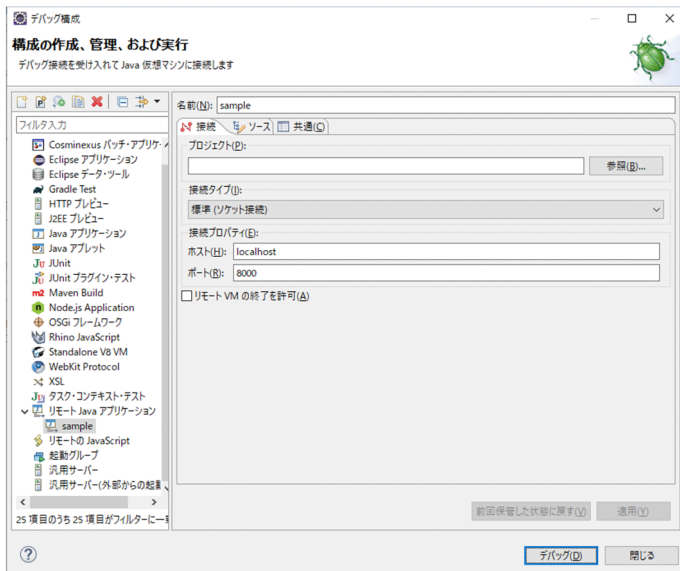 デバッグ構成
構成の作成、管理、および実行
デバッグ接続を受け入れて Java 仮想マシンに接続します
フィルタ入力
Cosminexus バッチ・アプリケ-
Eclipse アプリケーション
Eclipse データ・ツール
Gradle Test
HTTP プレビュー
J2EE プレビュー
Java アプリケーション
Java アプレット
JUnit
JUnit プラグイン・テスト
Maven Build
Node.js Application
OSGi フレームワーク
Rhino JavaScript
Standalone V8 VM
WebKit Protocol
XSL
タスク・コンテキスト・テスト
リモート Java アプリケーション
sample
リモートの JavaScript
起動グループ
汎用サーバー
汎用サーバー(外部からの起動
25 項目のうち 25 項目がフィルターに一致
名前(N): sample
接続 ソース 共通(C)
プロジェクト(P):
参照(B)...
接続タイプ(I):
標準 (ソケット接続)
接続プロパティ(E):
ホスト(H): localhost
ポート(R): 8000
リモート VM の終了を許可(A)
前回保管した状態に戻す(V) 適用(Y)
デバッグ(D) 閉じる